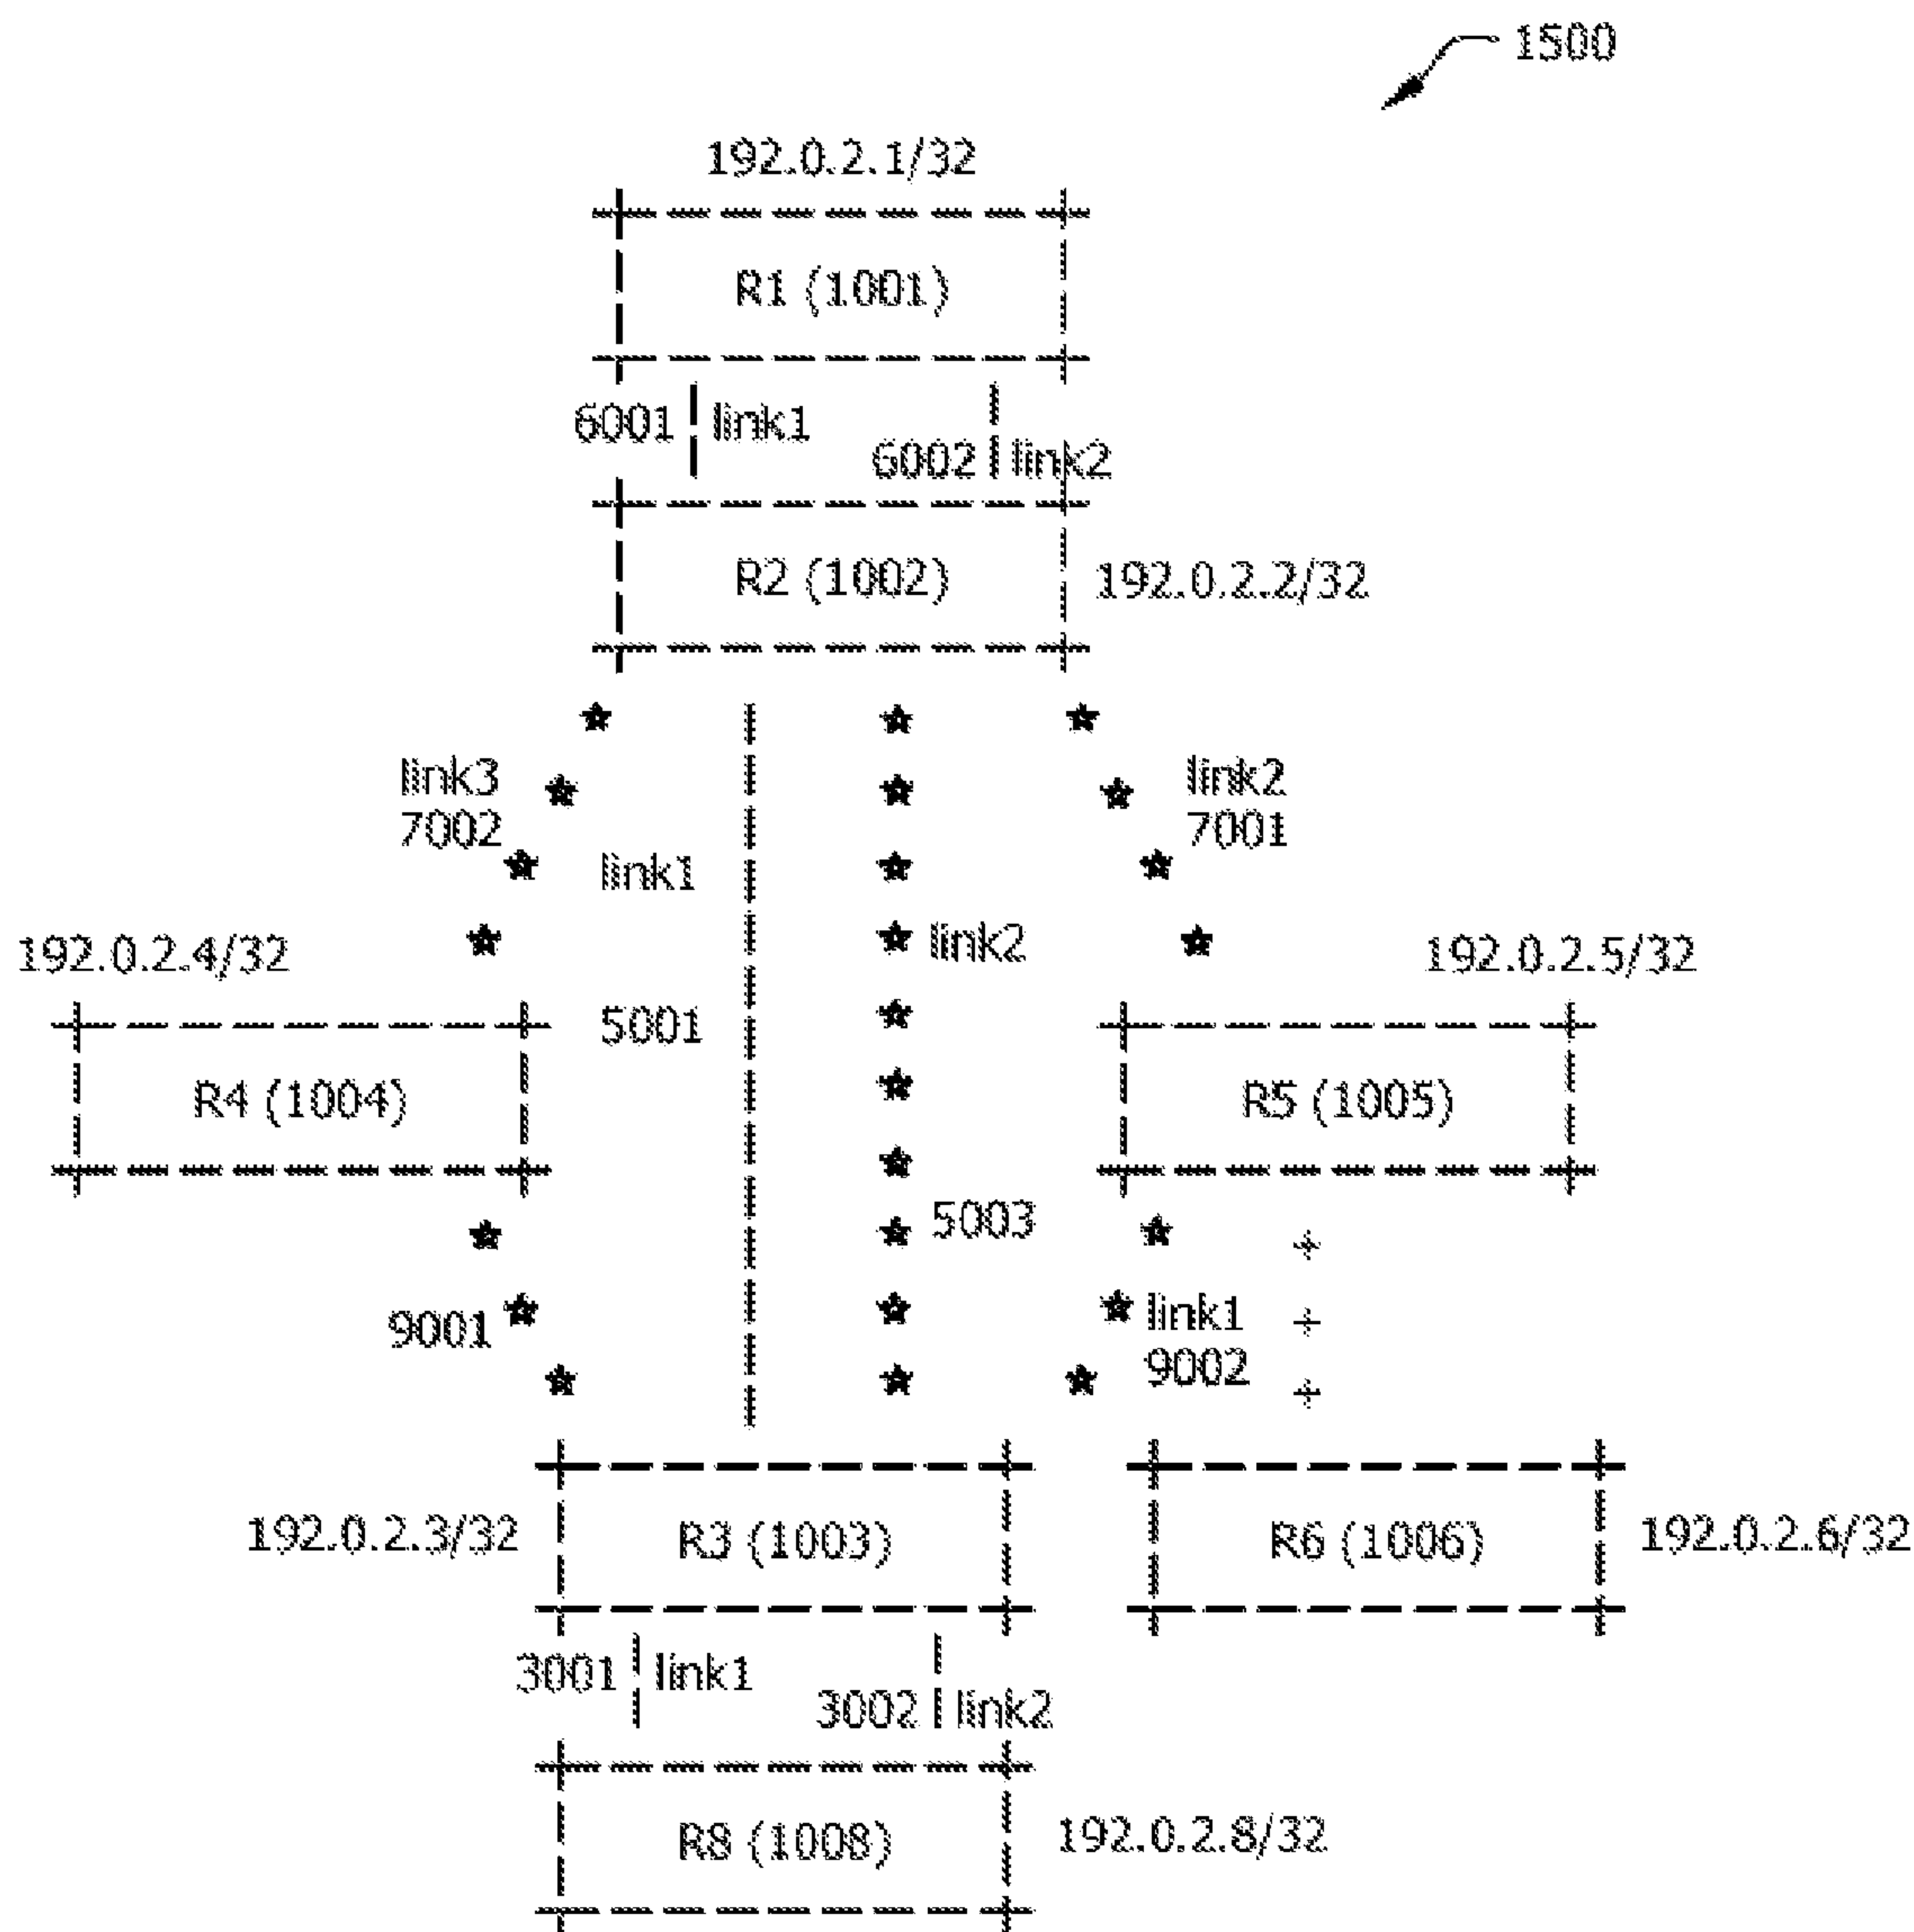 1500
192.0.2.1/32
R1 (1001)
6001 link1
6002 link2
R2 (1002) 192.0.2.2/32
link3
7002
link2
7001
link1
192.0.2.4/32
link2
192.0.2.5/32
5001
R4 (1004)
R5 (1005)
5003
9001
link1
9002
192.0.2.3/32
R3 (1003)
R6 (1006)
192.0.2.6/32
3001 link1
3002 link2
R8 (1008)
192.0.2.8/32